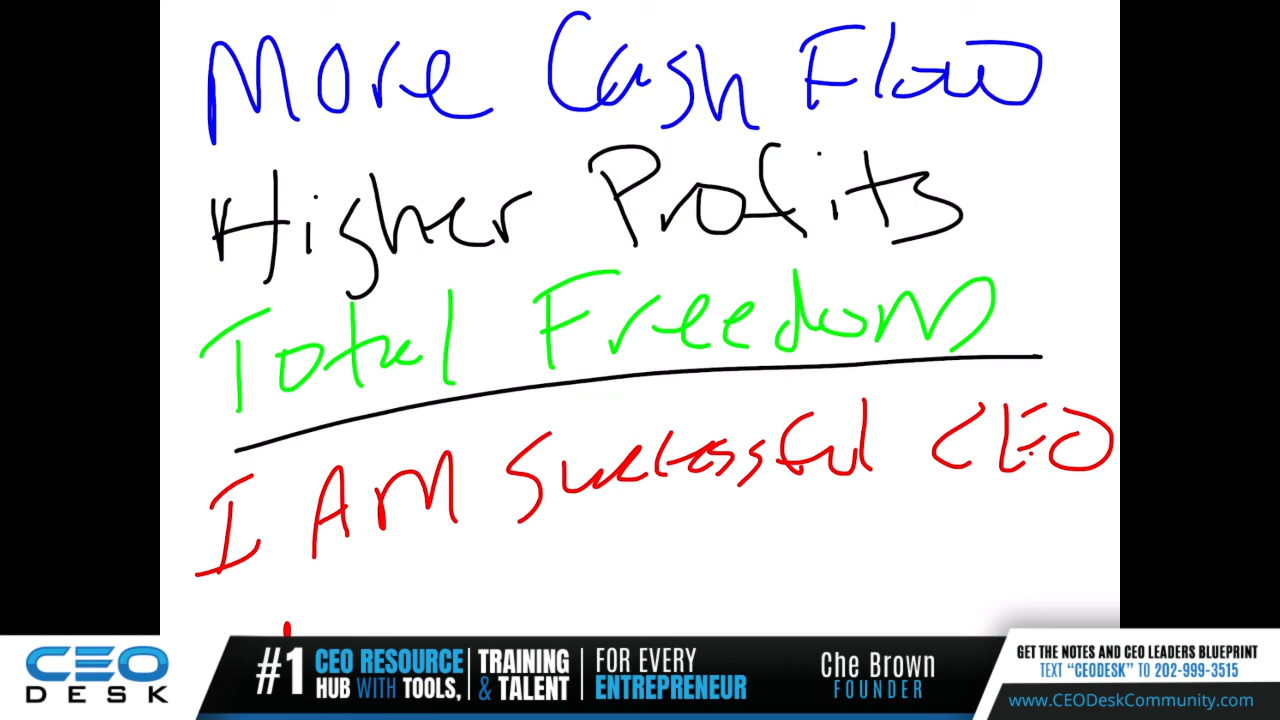 More Cash Flow
Higher Profits
Total Freedom
I Am Successful CEO
CEO
DESK
#1 CEO RESOURCE
HUB WITH TOOLS,
TRAINING
& TALENT
FOR EVERY
ENTREPRENEUR
Che Brown
FOUNDER
GET THE NOTES AND CEO LEADERS BLUEPRINT
TEXT “CEODESK” TO 202-999-3515
www.CEODeskCommunity.com